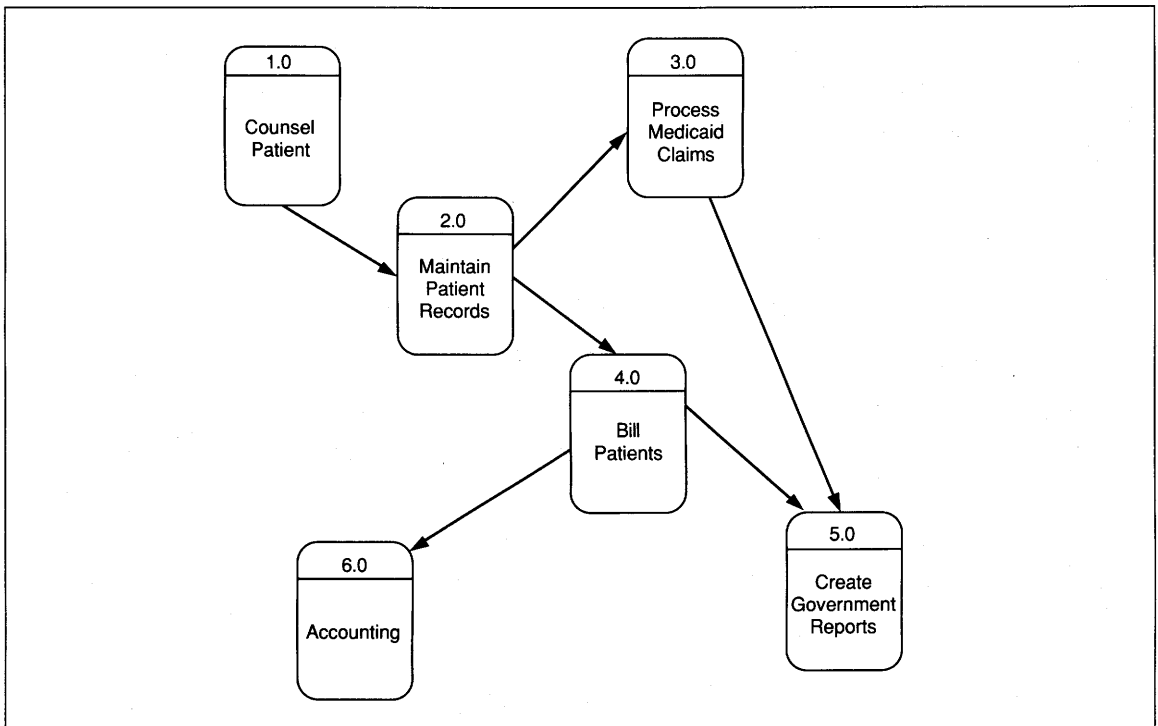 1.0
Counsel
Patient
2.0
Maintain
Patient
Records
3.0
Process
Medicaid
Claims
4.0
Bill
Patients
5.0
Create
Government
Reports
6.0
Accounting